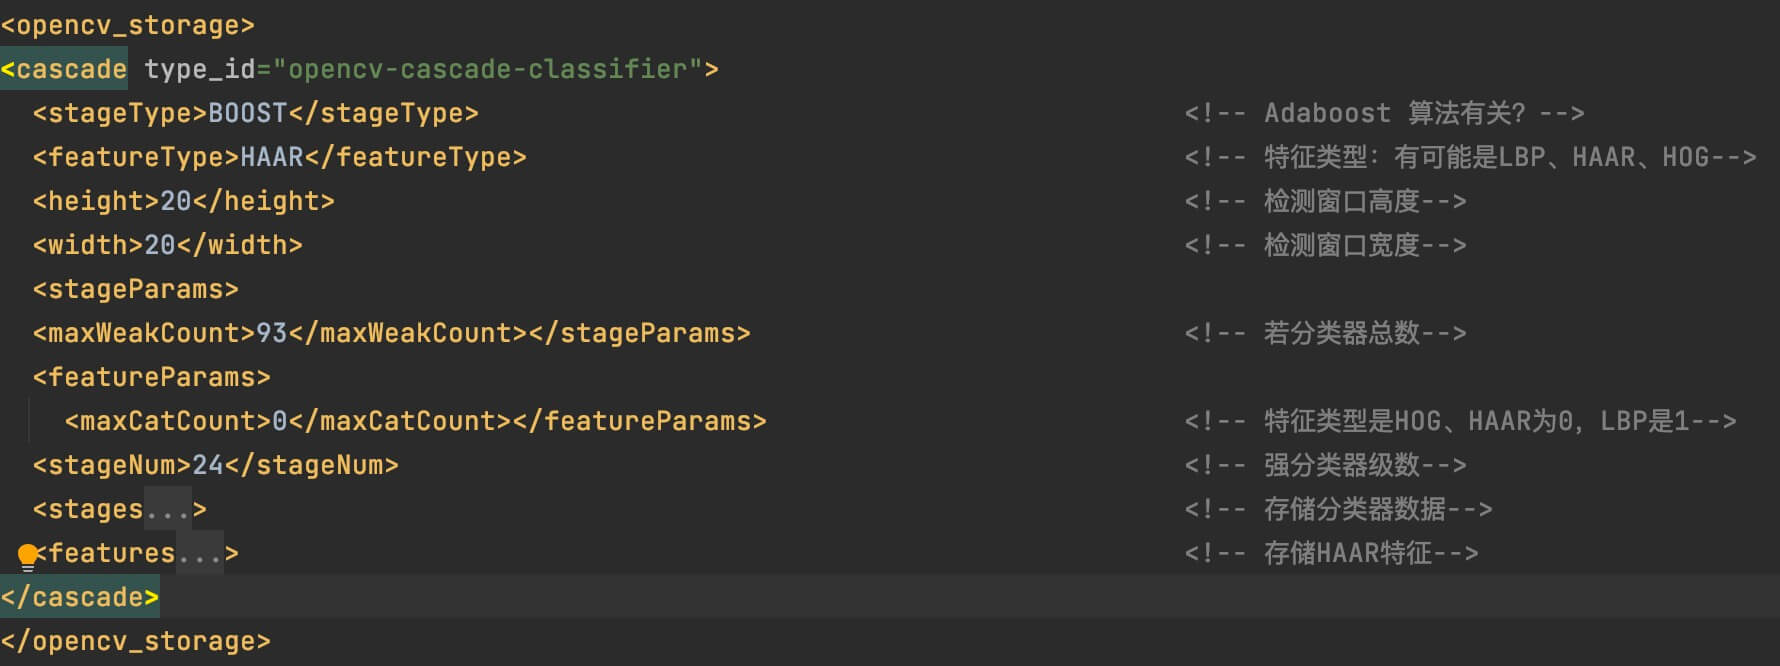 <opencv_storage>
<cascade type_id="opencv-cascade-classifier">
<stageType>BOOST</stageType> <!-- Adaboost 算法有关? -->
<featureType>HAAR</featureType> <!-- 特征类型: 有可能是LBP、HAAR、HOG-->
<height>20</height> <!-- 检测窗口高度-->
<width>20</width> <!-- 检测窗口宽度-->
<stageParams>
<maxWeakCount>93</maxWeakCount></stageParams> <!-- 若分类器总数-->
<featureParams>
<maxCatCount>0</maxCatCount></featureParams> <!-- 特征类型是HOG、HAAR为0, LBP是1-->
<stageNum>24</stageNum> <!-- 强分类器级数-->
<stages...> <!-- 存储分类器数据-->
<features...> <!-- 存储HAAR特征-->
</cascade>
</opencv_storage>